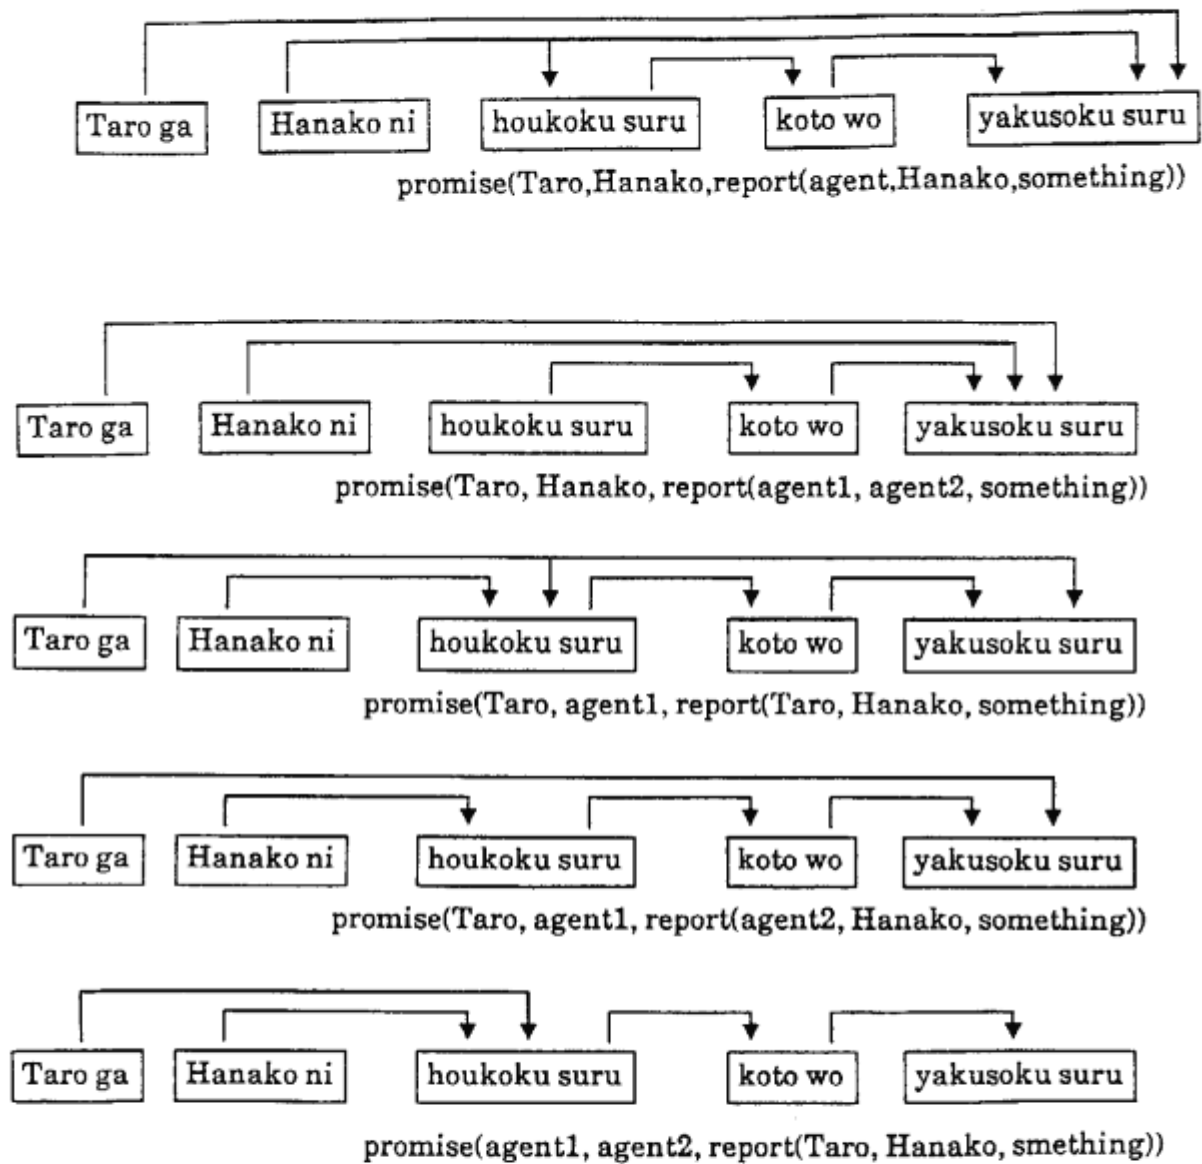 Taro ga Hanako ni houkoku suru koto wo yakusoku suru
promise(Taro,Hanako,report(agent,Hanako,something))
Taro ga Hanako ni houkoku suru koto wo yakusoku suru
promise(Taro, Hanako, report(agent1, agent2, something))
Taro ga Hanako ni houkoku suru koto wo yakusoku suru
promise(Taro, agent1, report(Taro, Hanako, something))
Taro ga Hanako ni houkoku suru koto wo yakusoku suru
promise(Taro, agent1, report(agent2, Hanako, something))
Taro ga Hanako ni houkoku suru koto wo yakusoku suru
promise(agent1, agent2, report(Taro, Hanako, smething))